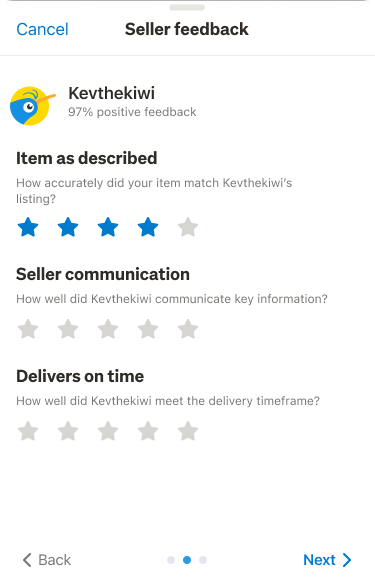 Cancel
Seller feedback
Kevthekiwi
97% positive feedback
Item as described
How accurately did your item match Kevthekiwi's
listing?
Seller communication
How well did Kevthekiwi communicate key information?
Delivers on time
How well did Kevthekiwi meet the delivery timeframe?
Back
Next